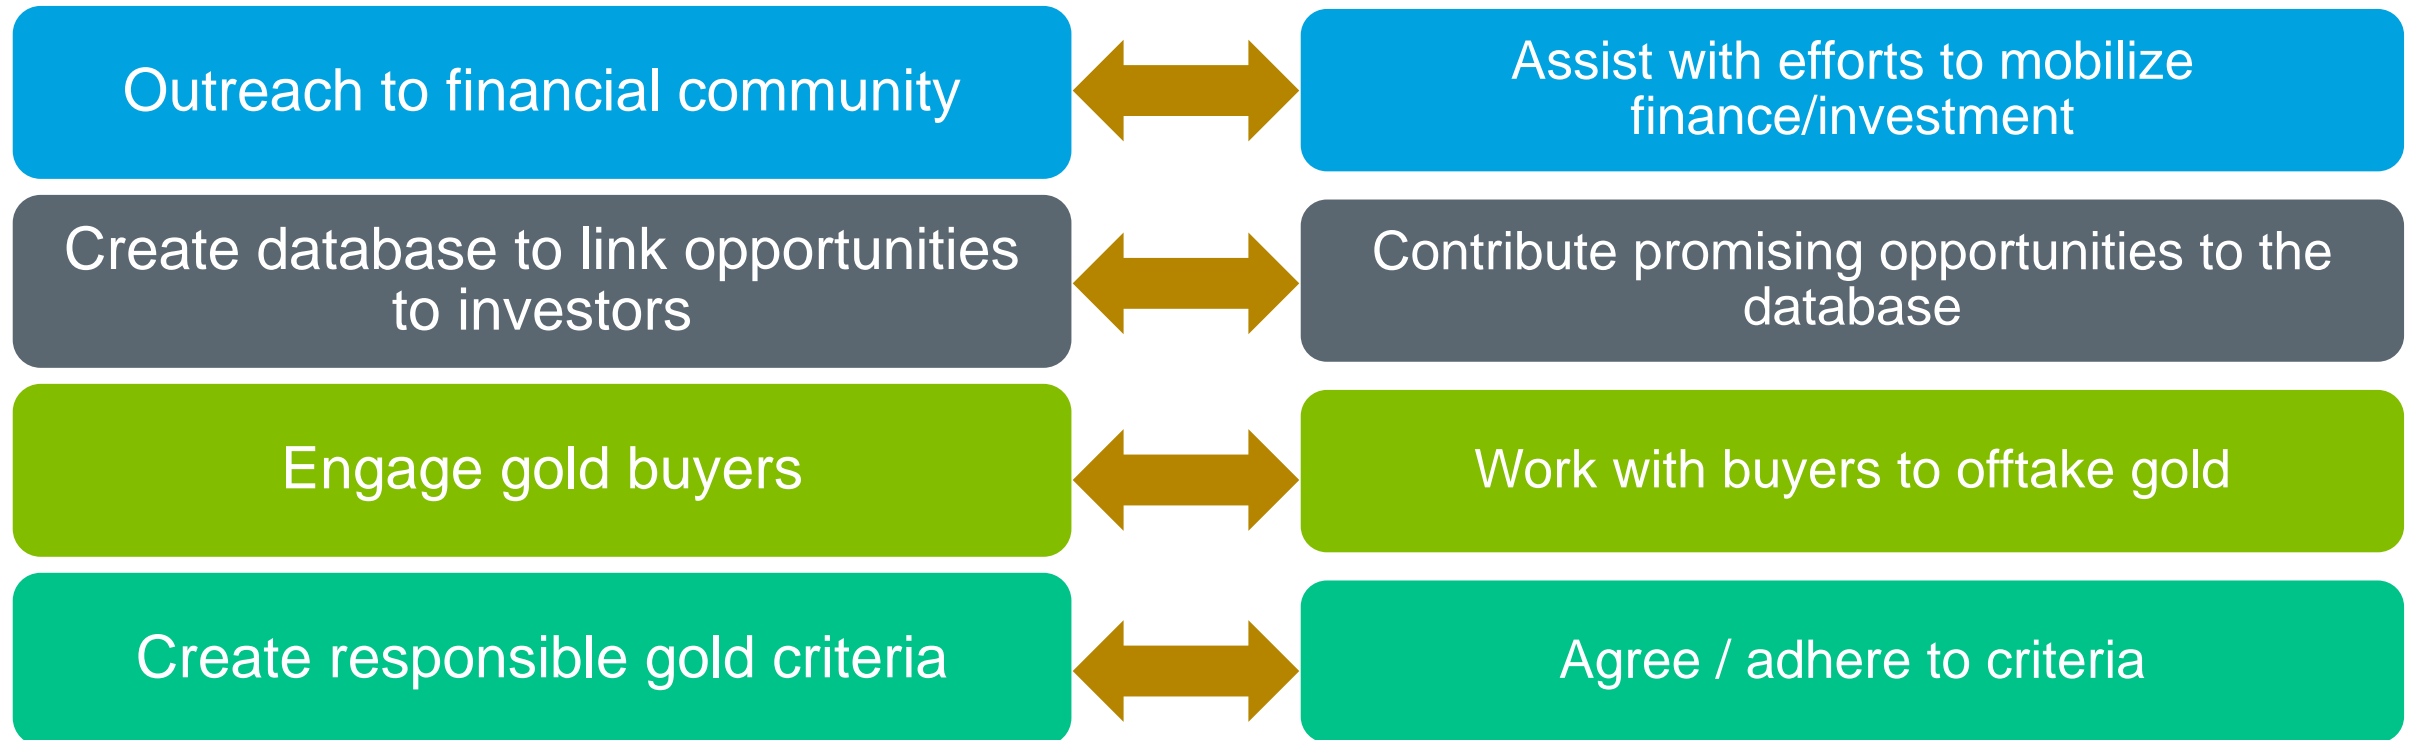 Outreach to financial community
Assist with efforts to mobilize
finance/investment
Create database to link opportunities
to investors
Contribute promising opportunities to the
database
Engage gold buyers
Work with buyers to offtake gold
Create responsible gold criteria
Agree / adhere to criteria